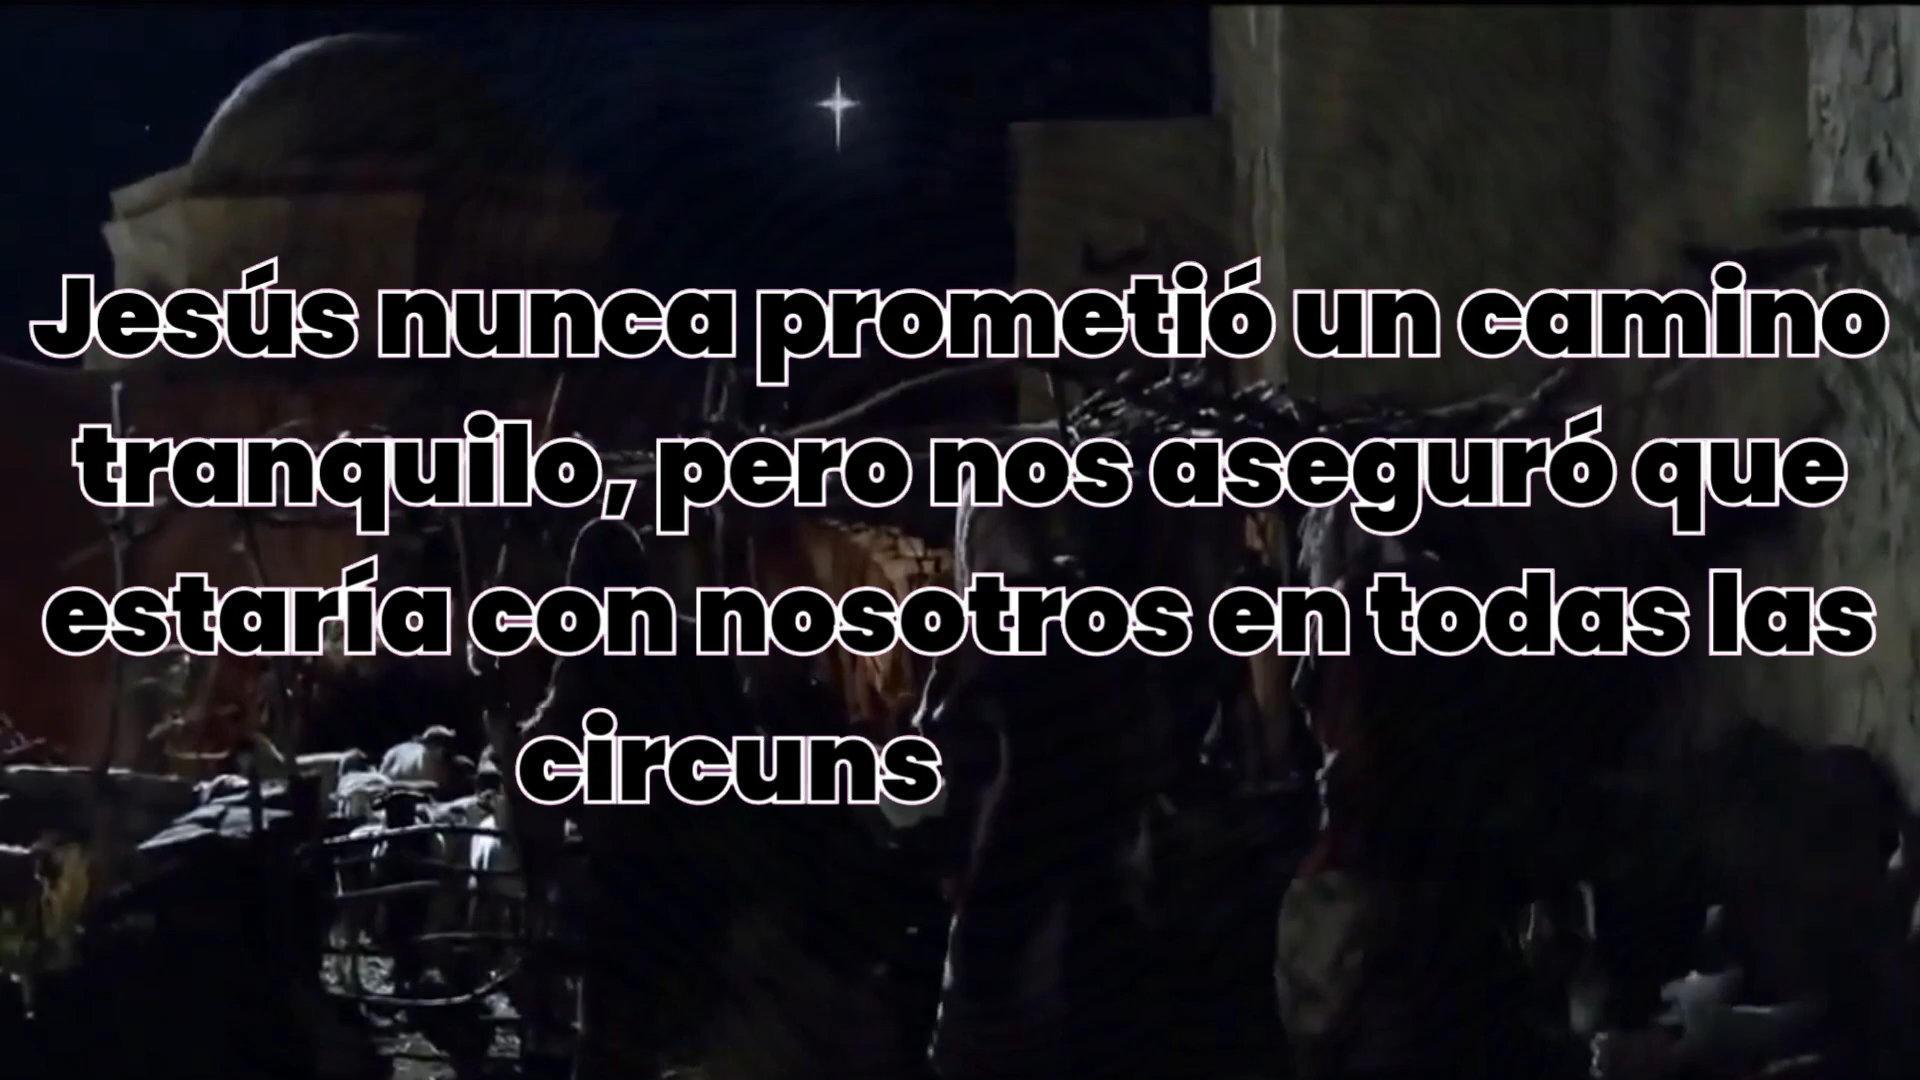 Jesús nunca prometió un camino
tranquilo, pero nos aseguró que
estaría con nosotros en todas las
circuns